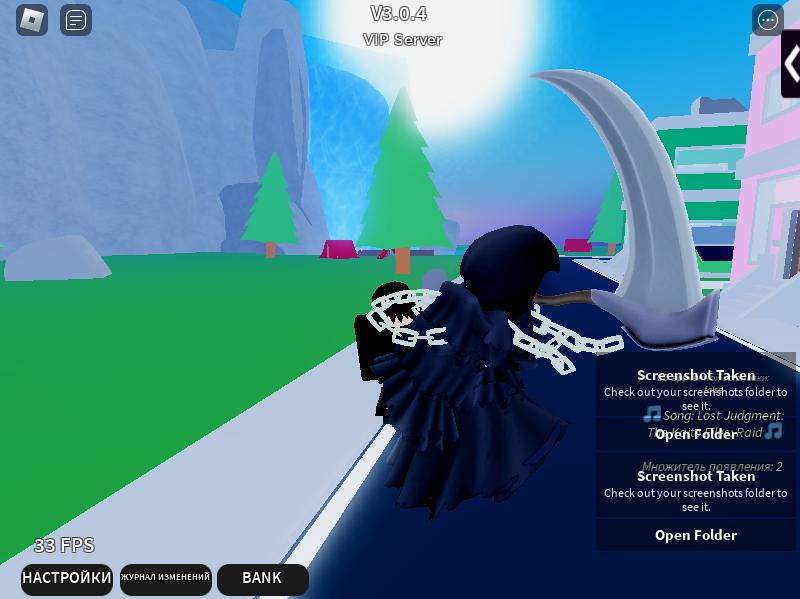 V3.0.4
VIP Server
Screenshot Taken
Check out your screenshots folder to
see it.
🎵Song: Lost Judgment:
Raid🎵
Open Folder
Множитель появления: 2
Screenshot Taken
Check out your screenshots folder to
see it.
Open Folder
33 FPS
НАСТРОЙКИ
ЖУРНАЛ ИЗМЕНЕНИЙ
BANK